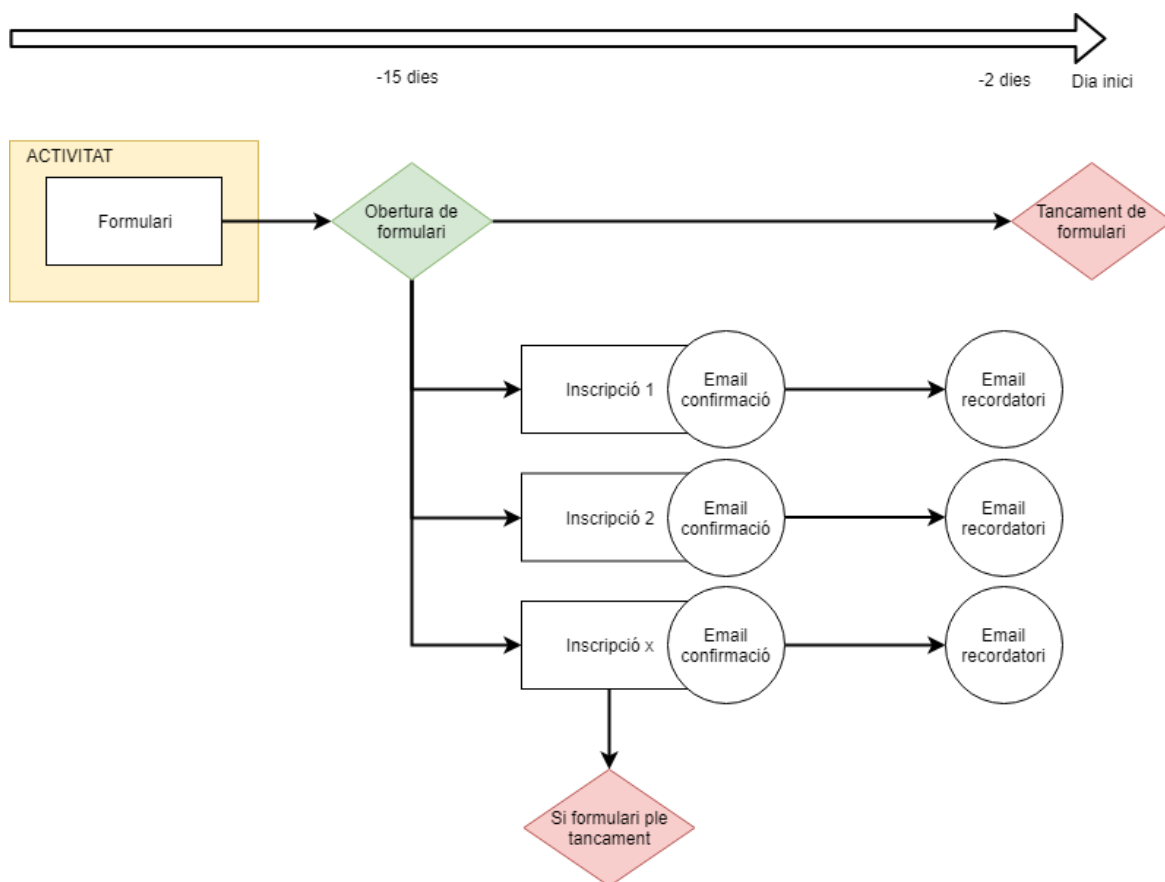 -15 dies
-2 dies
Dia inici
ACTIVITAT
Formulari
Obertura de
formulari
Tancament de
formulari
Inscripció 1
Email
confirmació
Email
recordatori
Inscripció 2
Email
confirmació
Email
recordatori
Inscripció x
Email
confirmació
Email
recordatori
Si formulari ple
tancament